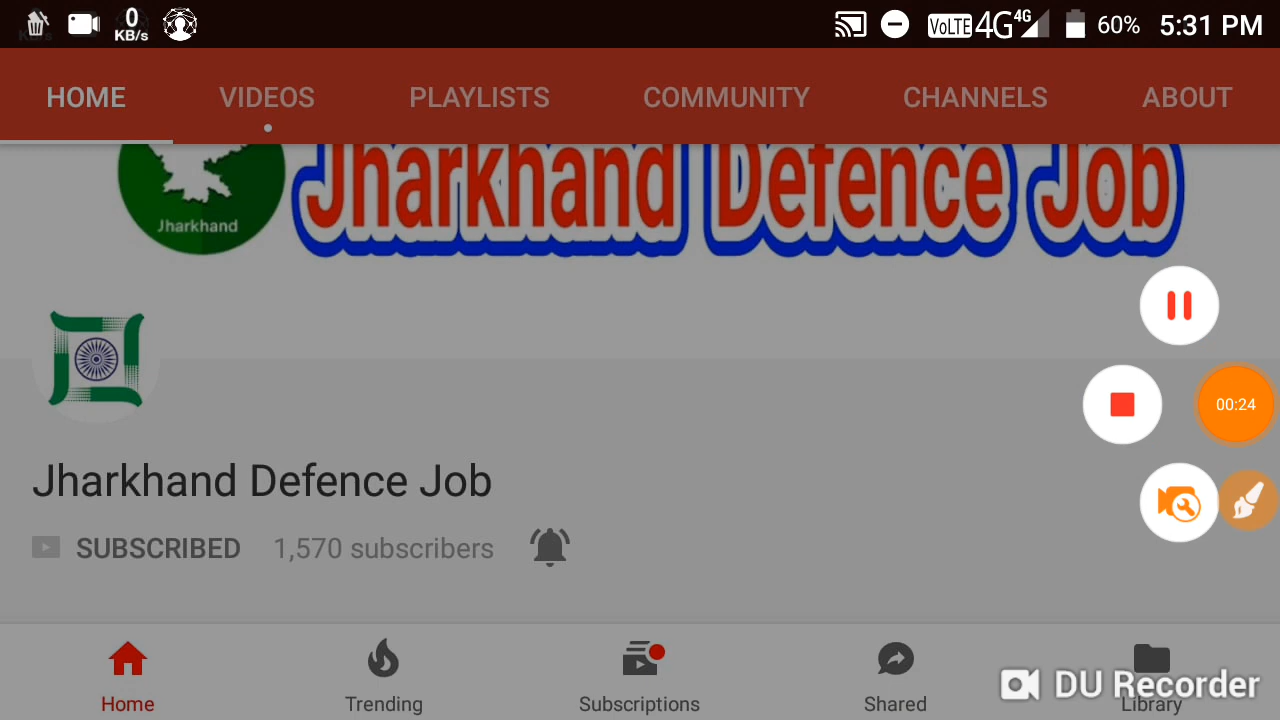 0 KB/s VoLTE 4G 4G 60% 5:31 PM
HOME VIDEOS PLAYLISTS COMMUNITY CHANNELS ABOUT
Jharkhand Defence Job
Jharkhand
00:24
Jharkhand Defence Job
SUBSCRIBED 1,570 subscribers
Home Trending Subscriptions Shared Library
DU Recorder